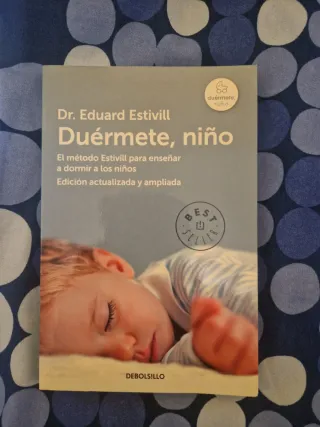 duérmete
Dr. Eduard Estivill
Duérmete, niño
El método Estivill para enseñar
a dormir a los niños
Edición actualizada y ampliada
BEST
SELLER
DEBOLSILLO